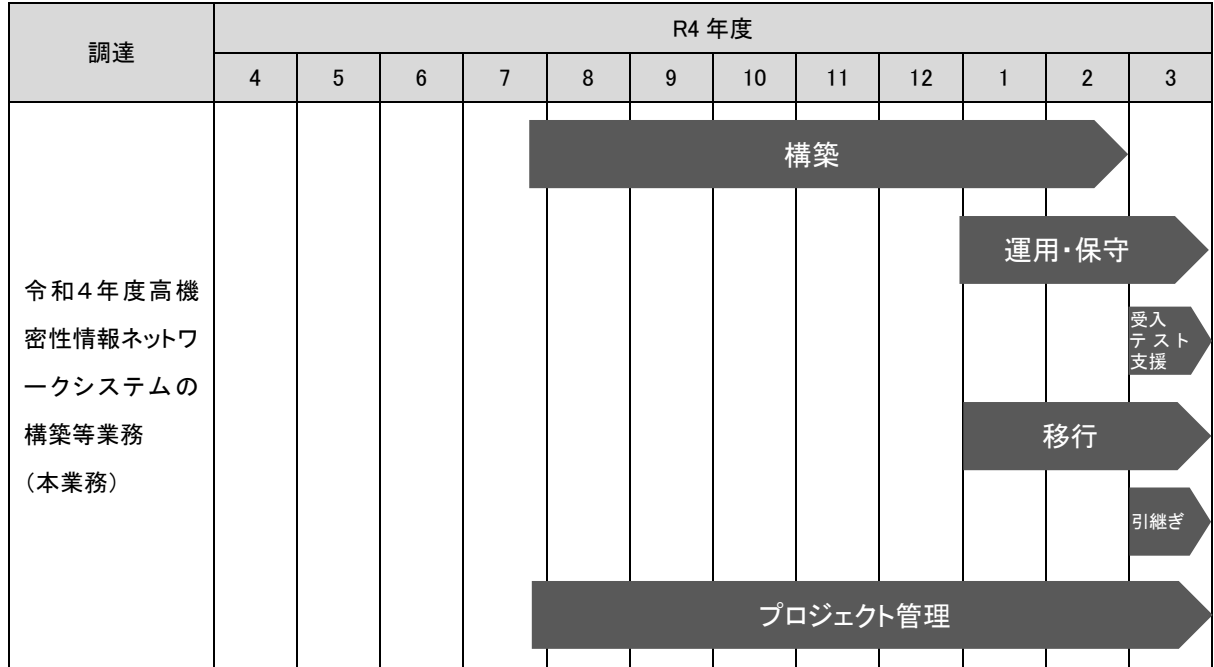 調達
R4 年度
4 5 6 7 8 9 10 11 12 1 2 3
令和4年度高機
密性情報ネットワ
ークシステムの
構築等業務
（本業務）
構築
運用・保守
受入
テスト
支援
移行
引継ぎ
プロジェクト管理